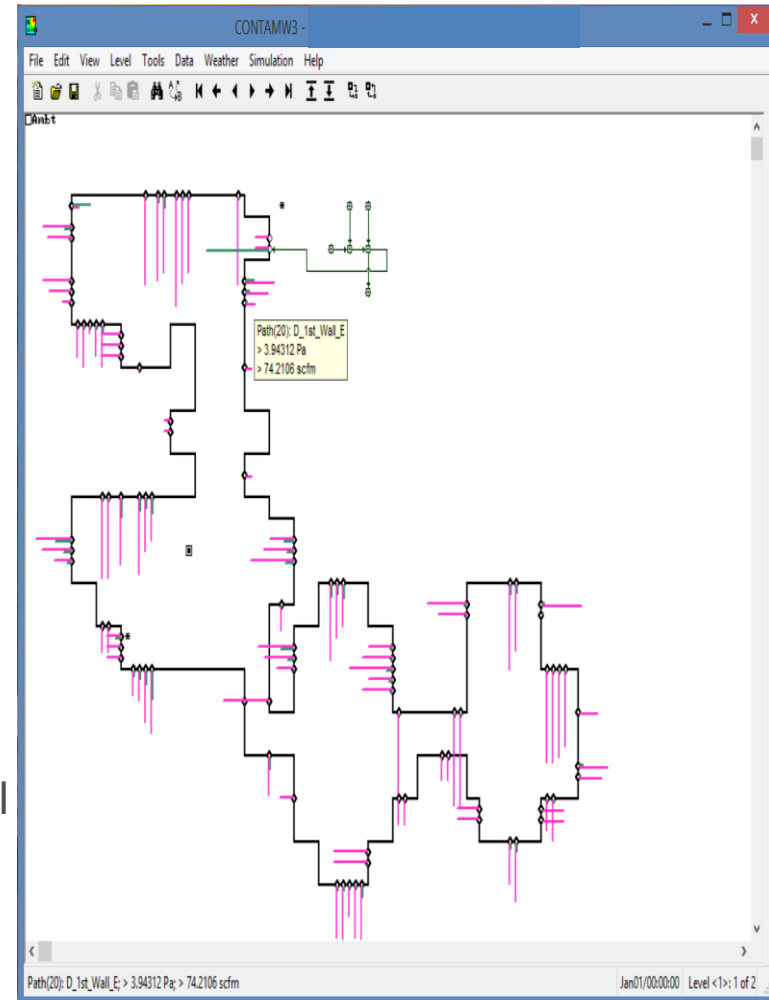 CONTAMW3 -
File Edit View Level Tools Data Weather Simulation Help
Ambt
Path(20): D_1st_Wall_E
> 3.94312 Pa
> 74.2106 scfm
Path(20): D_1st_Wall_E; > 3.94312 Pa; > 74.2106 scfm Jan01/00:00:00 Level <1>: 1 of 2